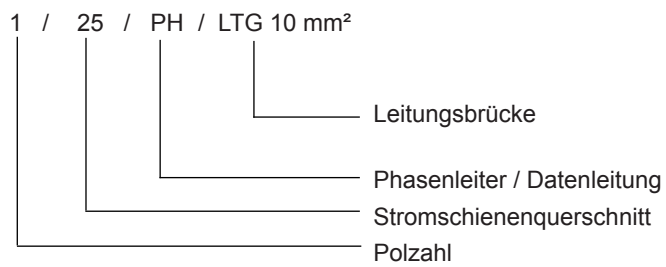 1 / 25 / PH / LTG 10 mm²
Leitungsbrücke
Phasenleiter / Datenleitung
Stromschienenquerschnitt
Polzahl